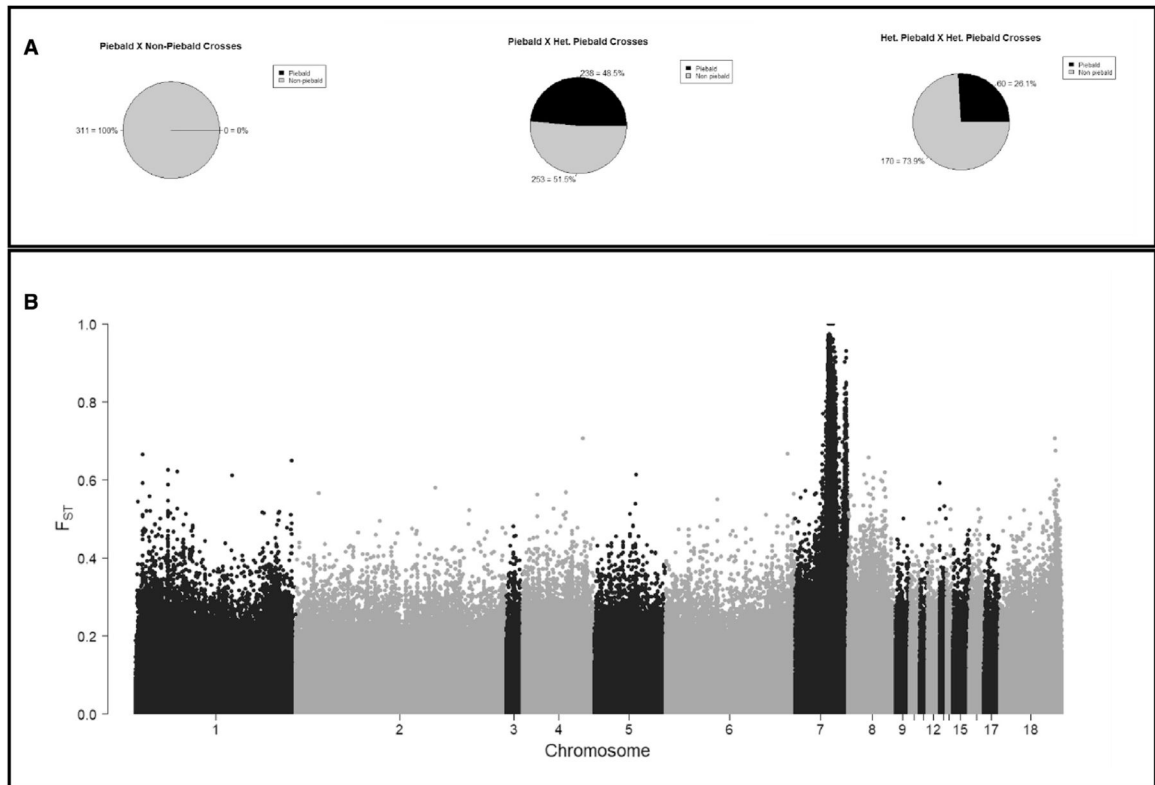 A
Piebald X Non-Piebald Crosses
Piebald
Non piebald
311 = 100%
0 = 0%
Piebald X Het. Piebald Crosses
Piebald
Non piebald
238 = 48.5%
253 = 51.5%
Het. Piebald X Het. Piebald Crosses
Piebald
Non piebald
60 = 26.1%
170 = 73.9%
B
1.0
0.8
0.6
0.4
0.2
0.0
FST
1 2 3 4 5 6 7 8 9 12 15 17 18
Chromosome